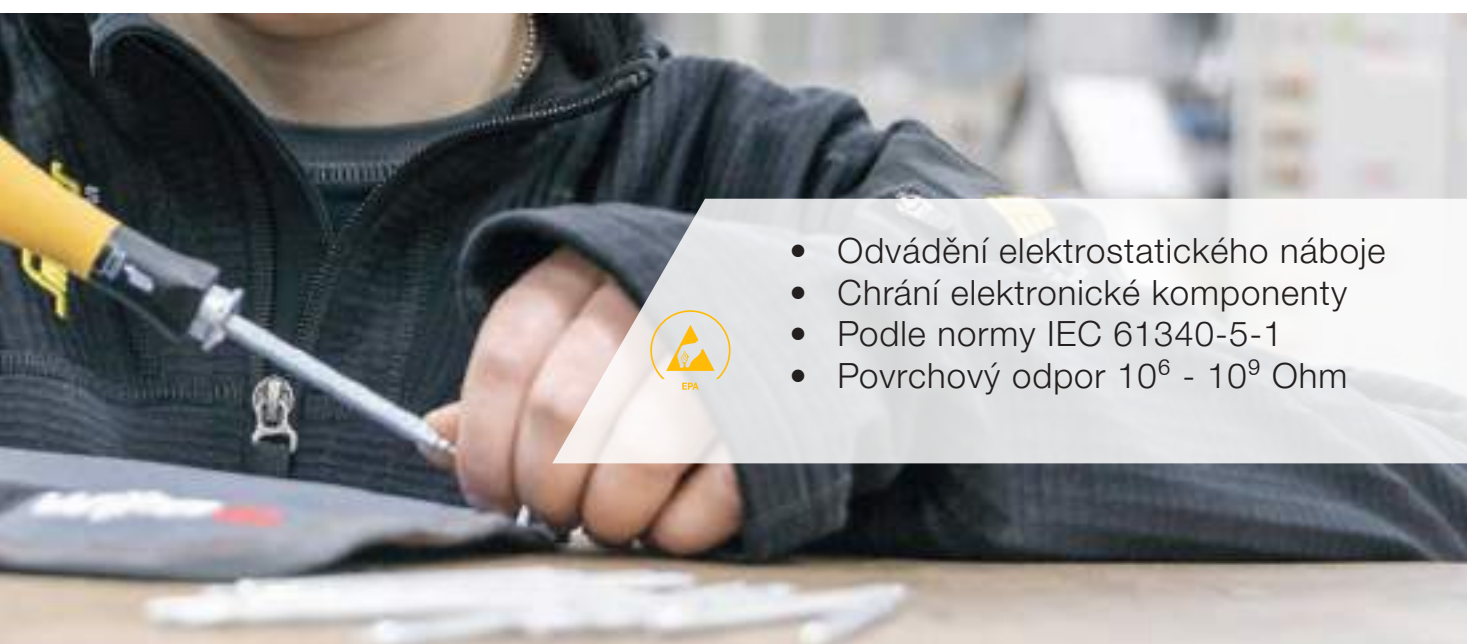 • Odvádění elektrostatického náboje
• Chrání elektronické komponenty
• Podle normy IEC 61340-5-1
• Povrchový odpor 10⁶ - 10⁹ Ohm
EPA